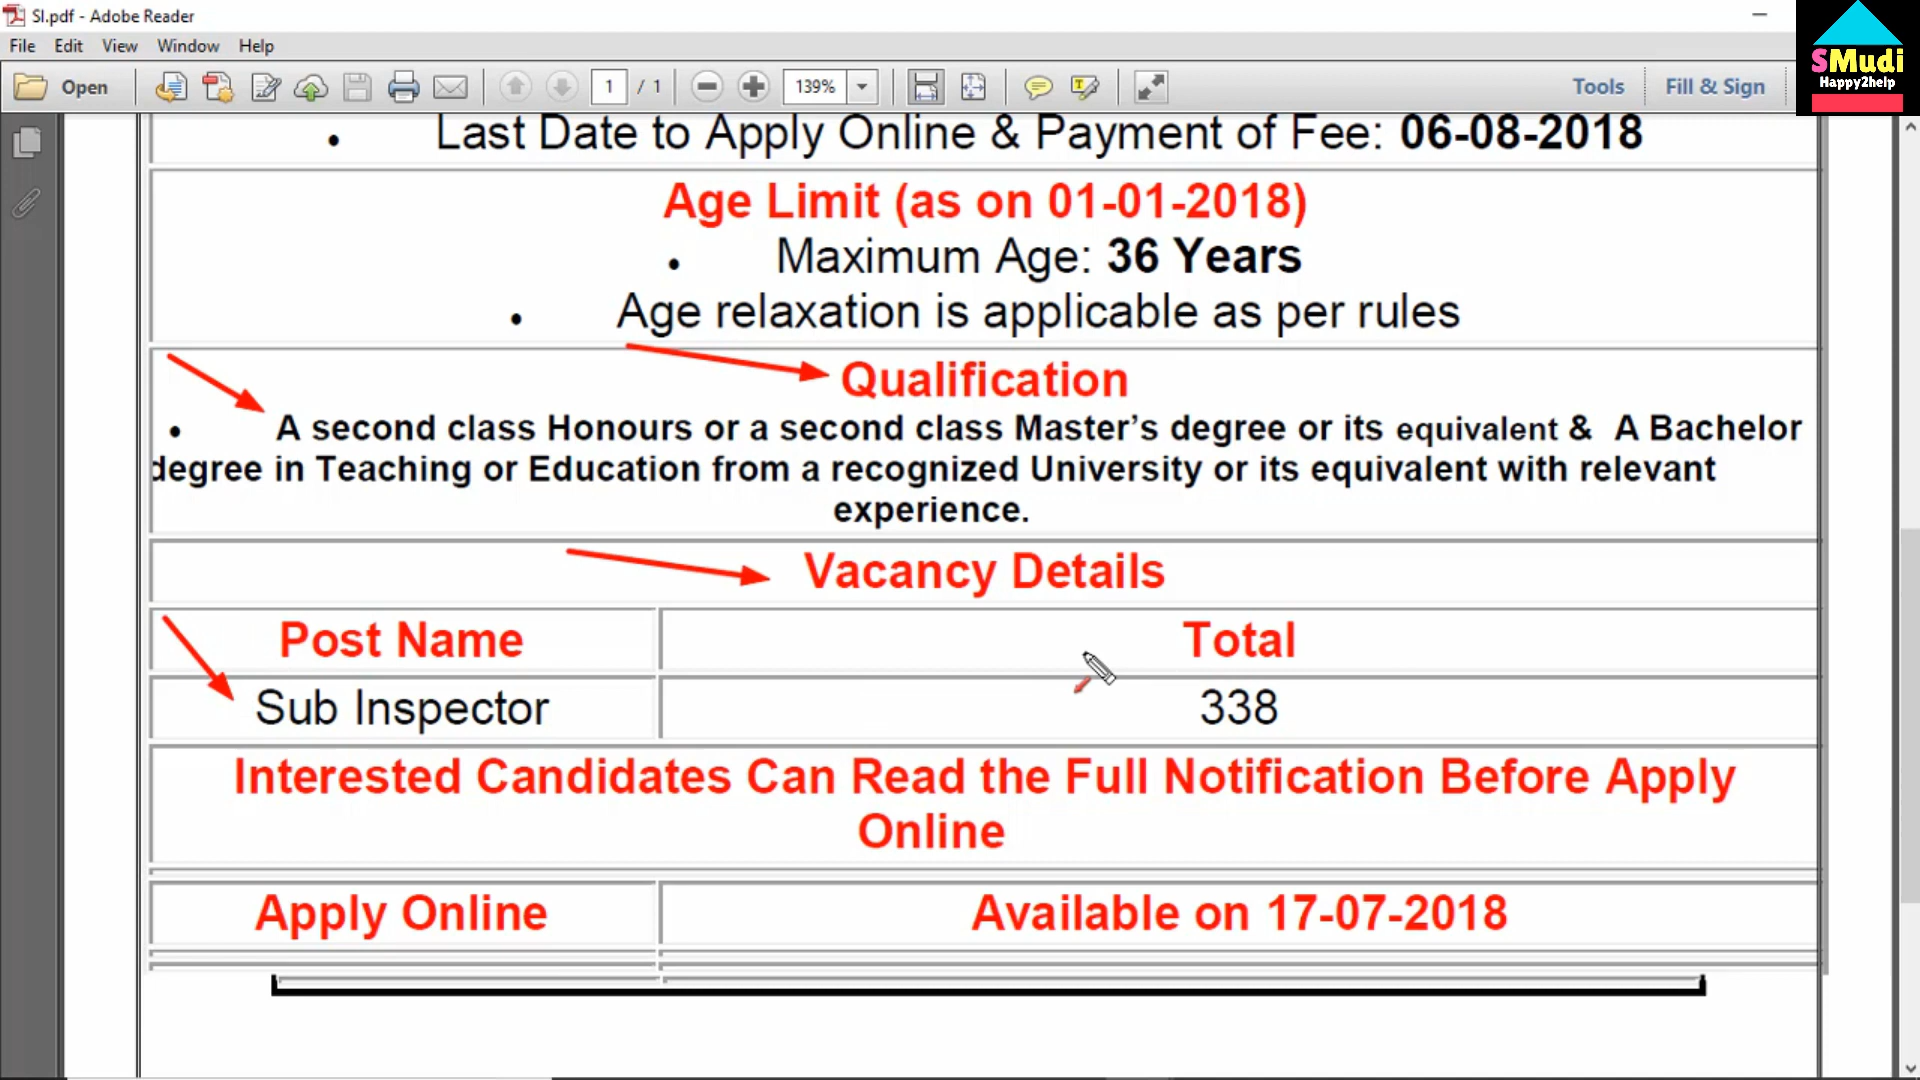 SI.pdf - Adobe Reader
File Edit View Window Help
Open 1 / 1 139% Tools Fill & Sign
SMudi
Happy2help
• Last Date to Apply Online & Payment of Fee: 06-08-2018
Age Limit (as on 01-01-2018)
• Maximum Age: 36 Years
• Age relaxation is applicable as per rules
Qualification
• A second class Honours or a second class Master’s degree or its equivalent & A Bachelor
degree in Teaching or Education from a recognized University or its equivalent with relevant
experience.
Vacancy Details
Post Name Total
Sub Inspector 338
Interested Candidates Can Read the Full Notification Before Apply
Online
Apply Online Available on 17-07-2018